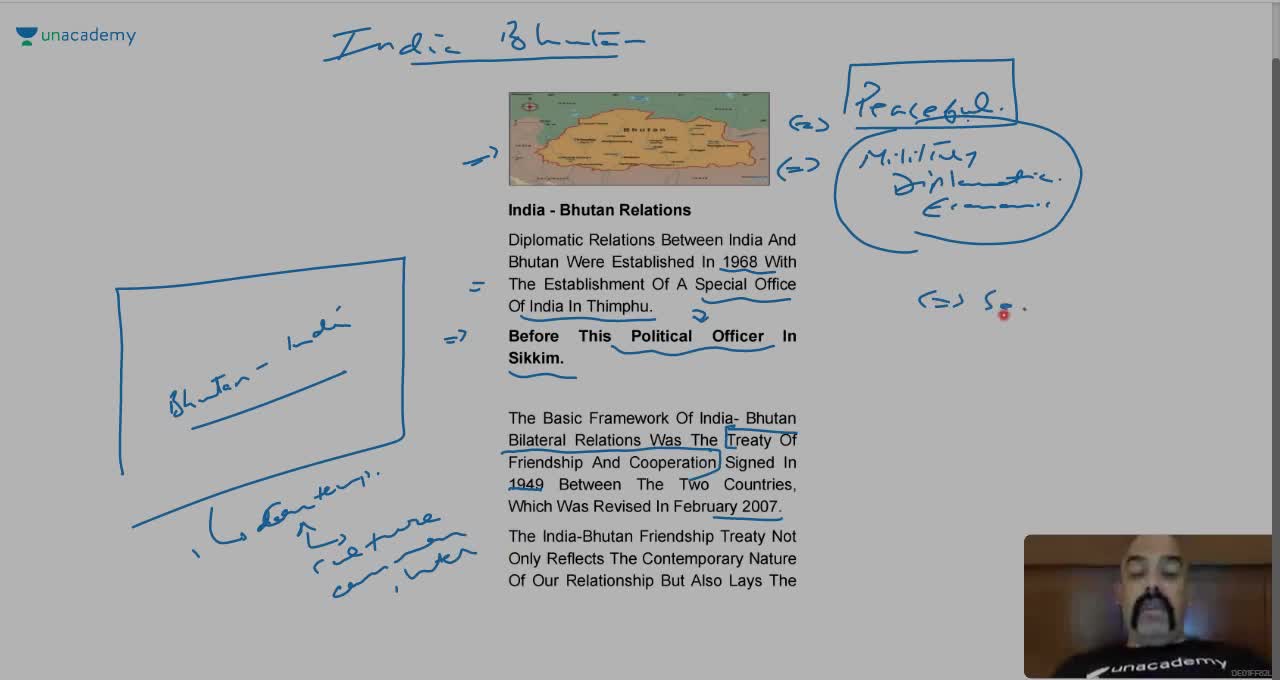 unacademy
India Bhutan
Bhutan
Peaceful.
Military
Diplomatic.
Economic
India - Bhutan Relations
Diplomatic Relations Between India And
Bhutan Were Established In 1968 With
The Establishment Of A Special Office
Of India In Thimphu.
Before This Political Officer In
Sikkim.
Bhutan - India
The Basic Framework Of India- Bhutan
Bilateral Relations Was The Treaty Of
Friendship And Cooperation Signed In
1949 Between The Two Countries,
Which Was Revised In February 2007.
The India-Bhutan Friendship Treaty Not
Only Reflects The Contemporary Nature
Of Our Relationship But Also Lays The
culture
common
unacademy